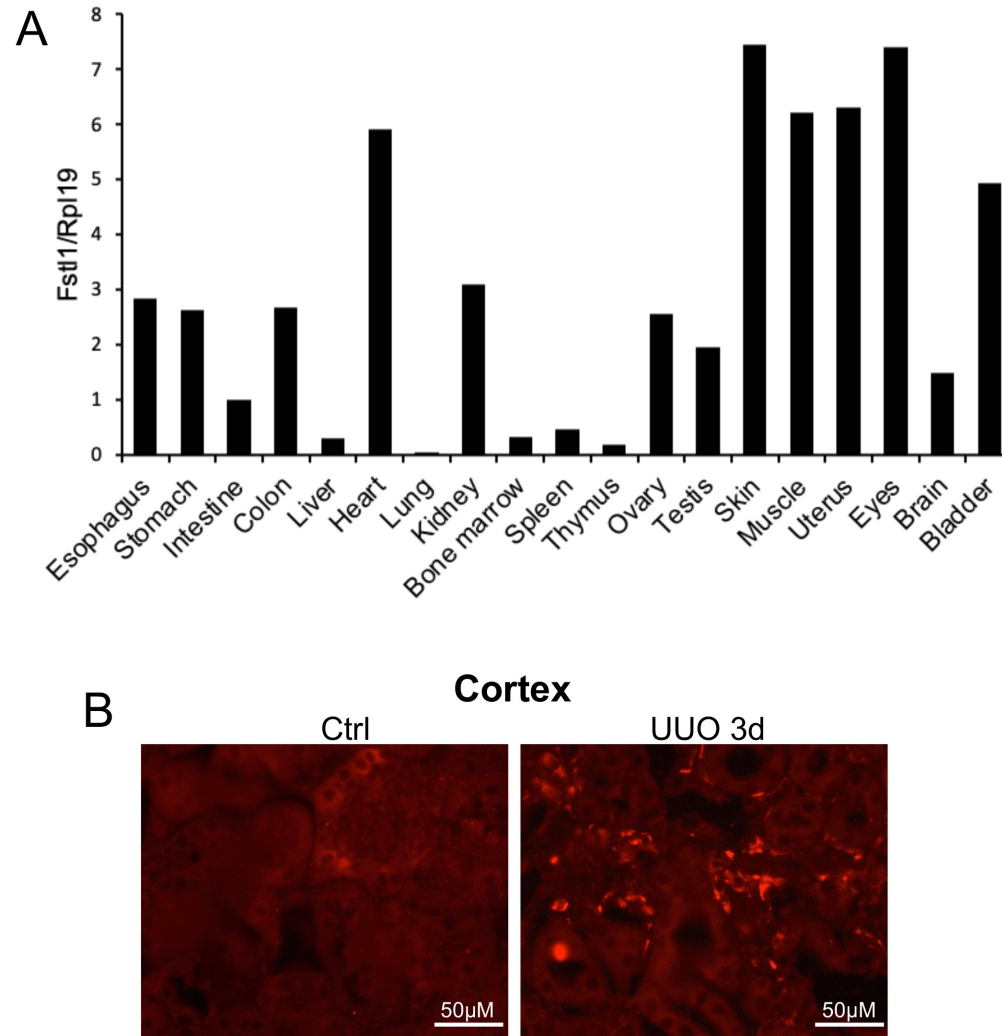 A
8
7
6
5
4
3
2
1
0
Fstl1/Rpl19
Esophagus
Stomach
Intestine
Colon
Liver
Heart
Lung
Kidney
Bone marrow
Spleen
Thymus
Ovary
Testis
Skin
Muscle
Uterus
Eyes
Brain
Bladder
Cortex
B
Ctrl
UUO 3d
50μM
50μM